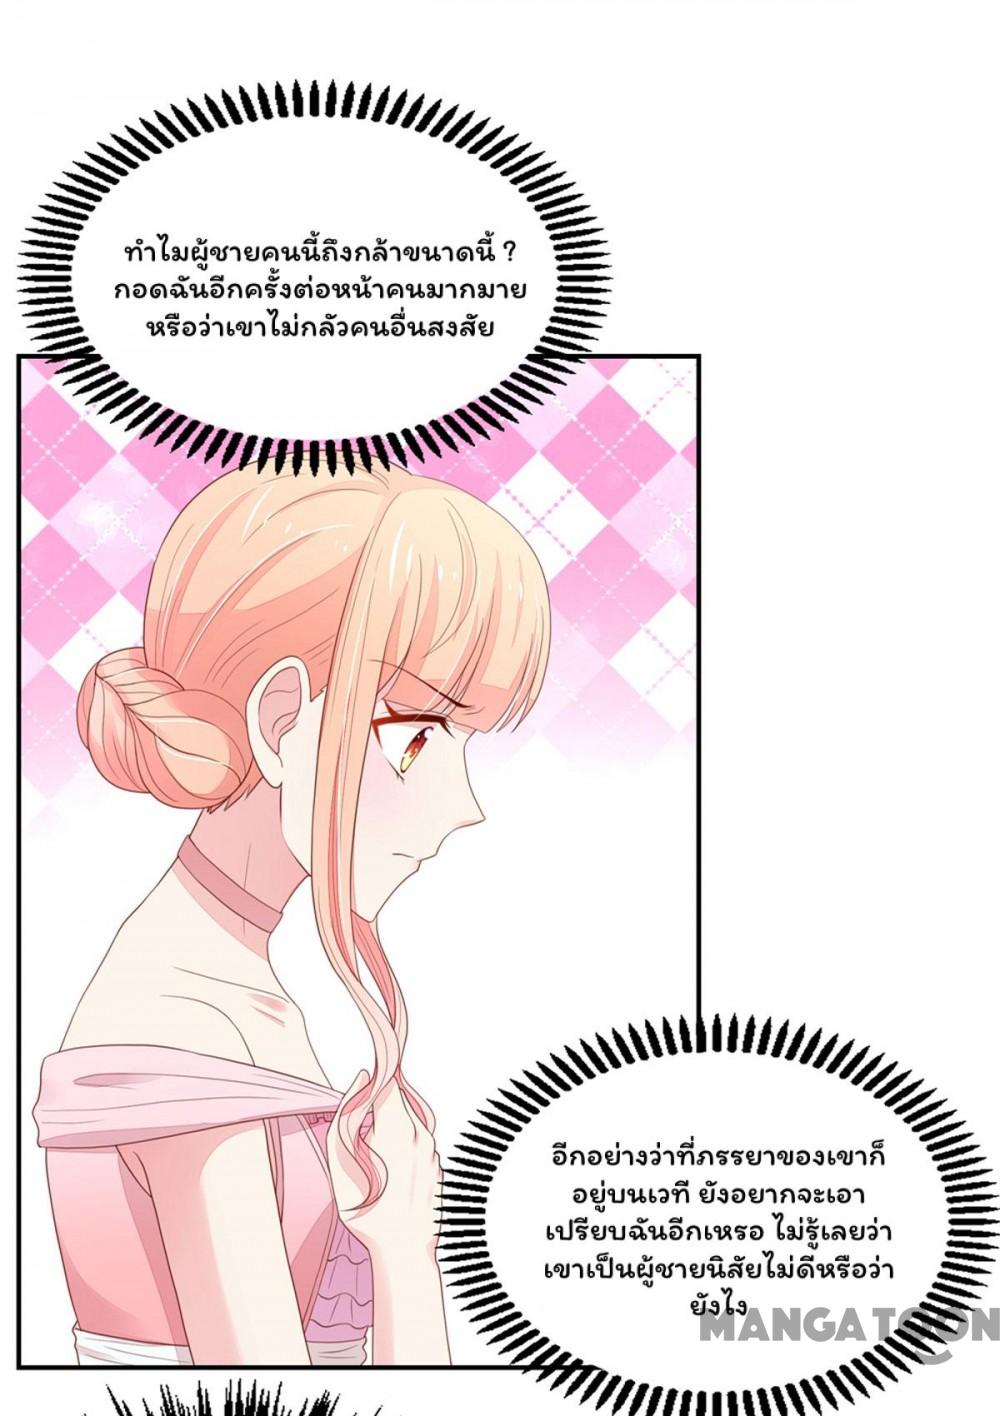 ทำไมผู้ชายคนนี้ถึงกล้าขนาดนี้ ?
กอดฉันอีกครั้งต่อหน้าคนมากมาย
หรือว่าเขาไม่กลัวคนอื่นสงสัย
อีกอย่างว่าที่ภรรยาของเขาก็
อยู่บนเวที ยังอยากจะเอา
เปรียบฉันอีกเหรอ ไม่รู้เลยว่า
เขาเป็นผู้ชายนิสัยไม่ดีหรือว่า
ยังไง
MANGATOON